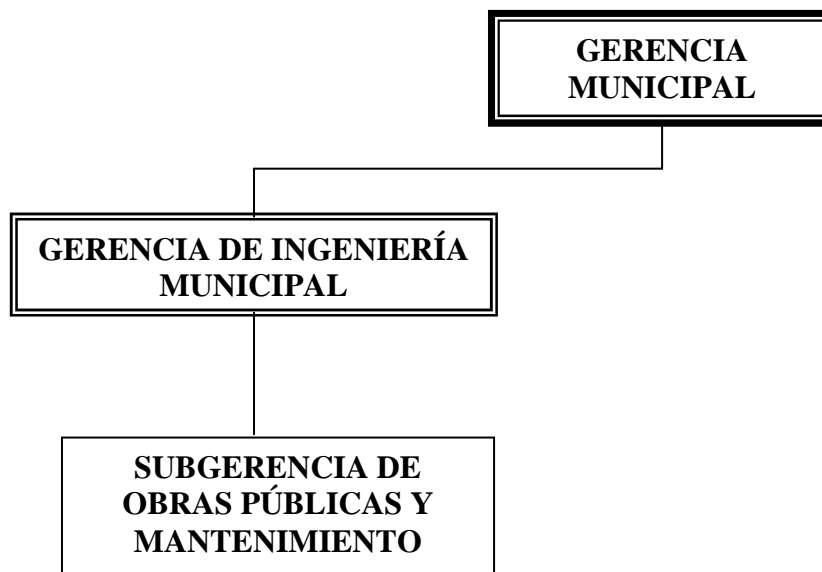 GERENCIA
MUNICIPAL
GERENCIA DE INGENIERÍA
MUNICIPAL
SUBGERENCIA DE
OBRAS PÚBLICAS Y
MANTENIMIENTO